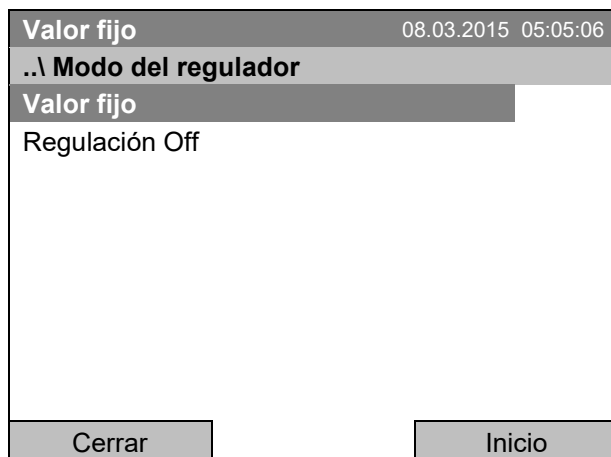 Valor fijo 08.03.2015 05:05:06
..\ Modo del regulador
Valor fijo
Regulación Off
Cerrar Inicio